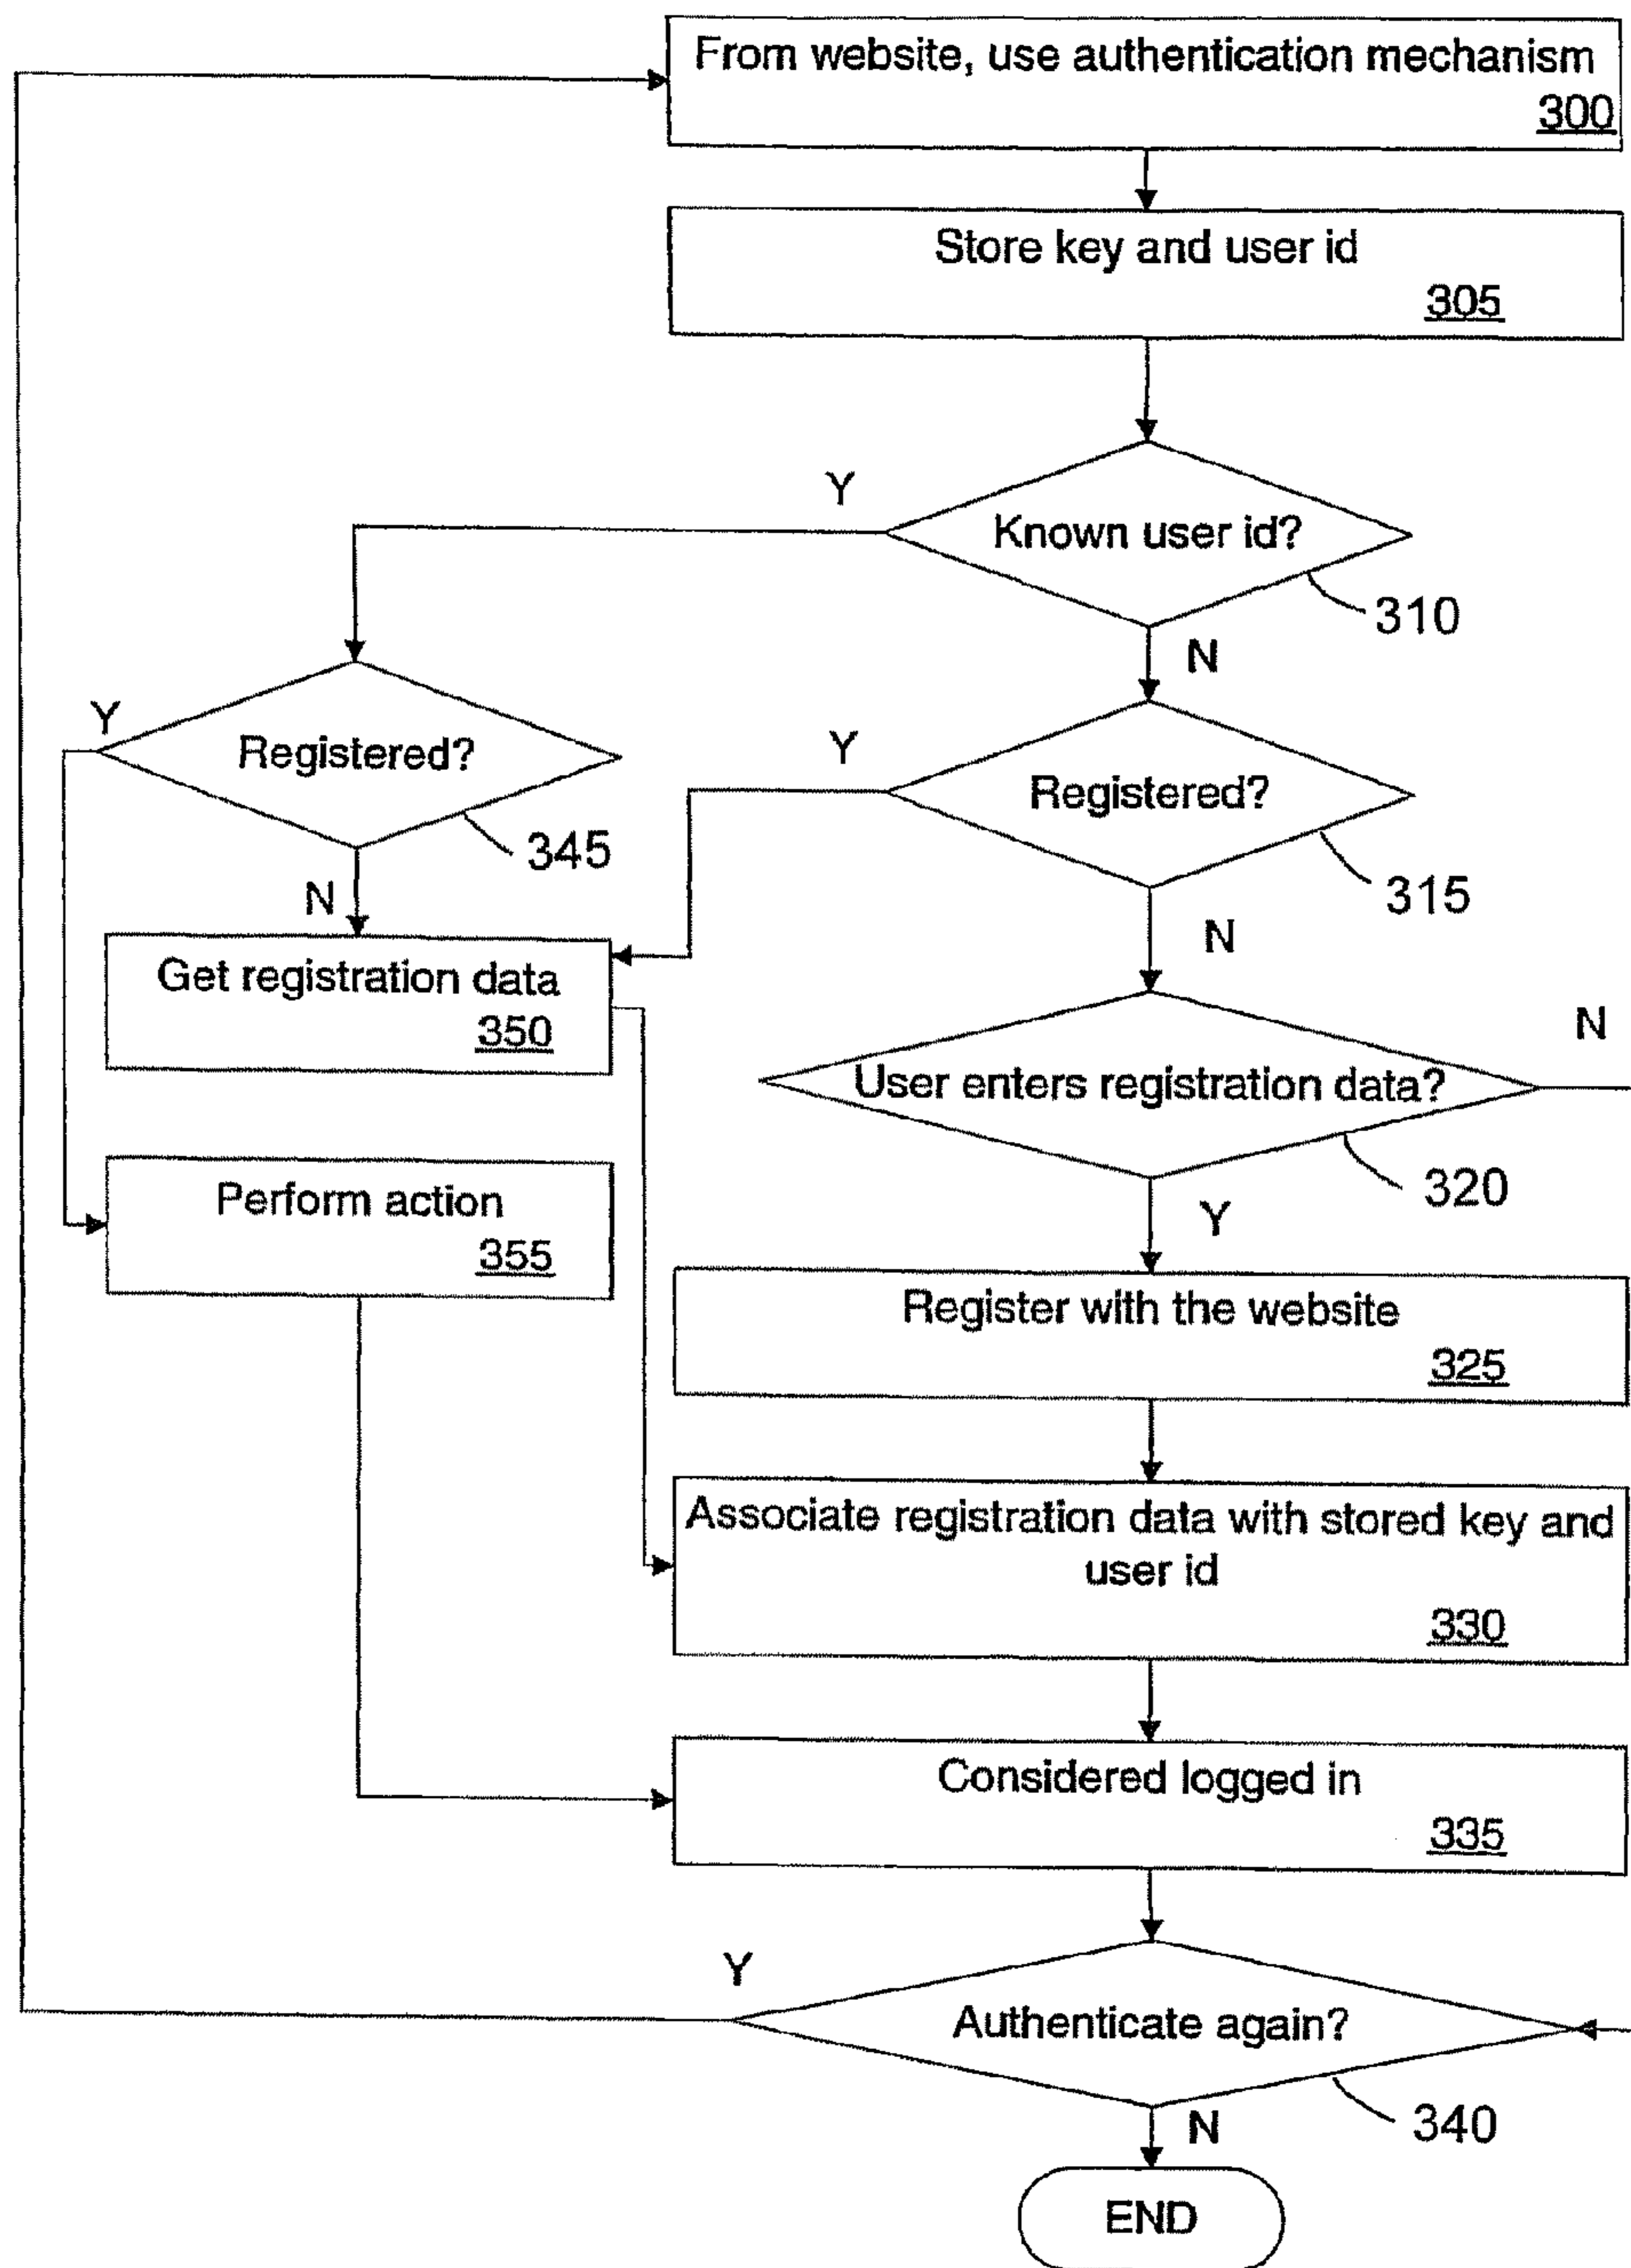 From website, use authentication mechanism
300
Store key and user id
305
Y
Known user id?
310
N
Y
Registered?
345
N
Y
Registered?
315
N
Get registration data
350
User enters registration data?
N
320
Y
Perform action
355
Register with the website
325
Associate registration data with stored key and
user id
330
Considered logged in
335
Y
Authenticate again?
340
N
END